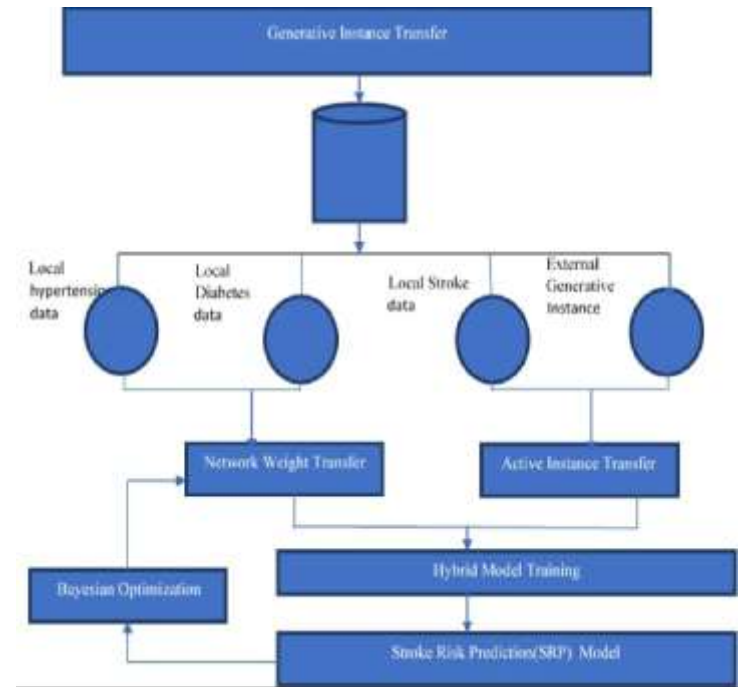 Generative Instance Transfer
Local
hypertension
data
Local
Diabetes
data
Local Stroke
data
External
Generative
Instance
Network Weight Transfer
Active Instance Transfer
Hybrid Model Training
Bayesian Optimization
Stroke Risk Prediction(SRP) Model